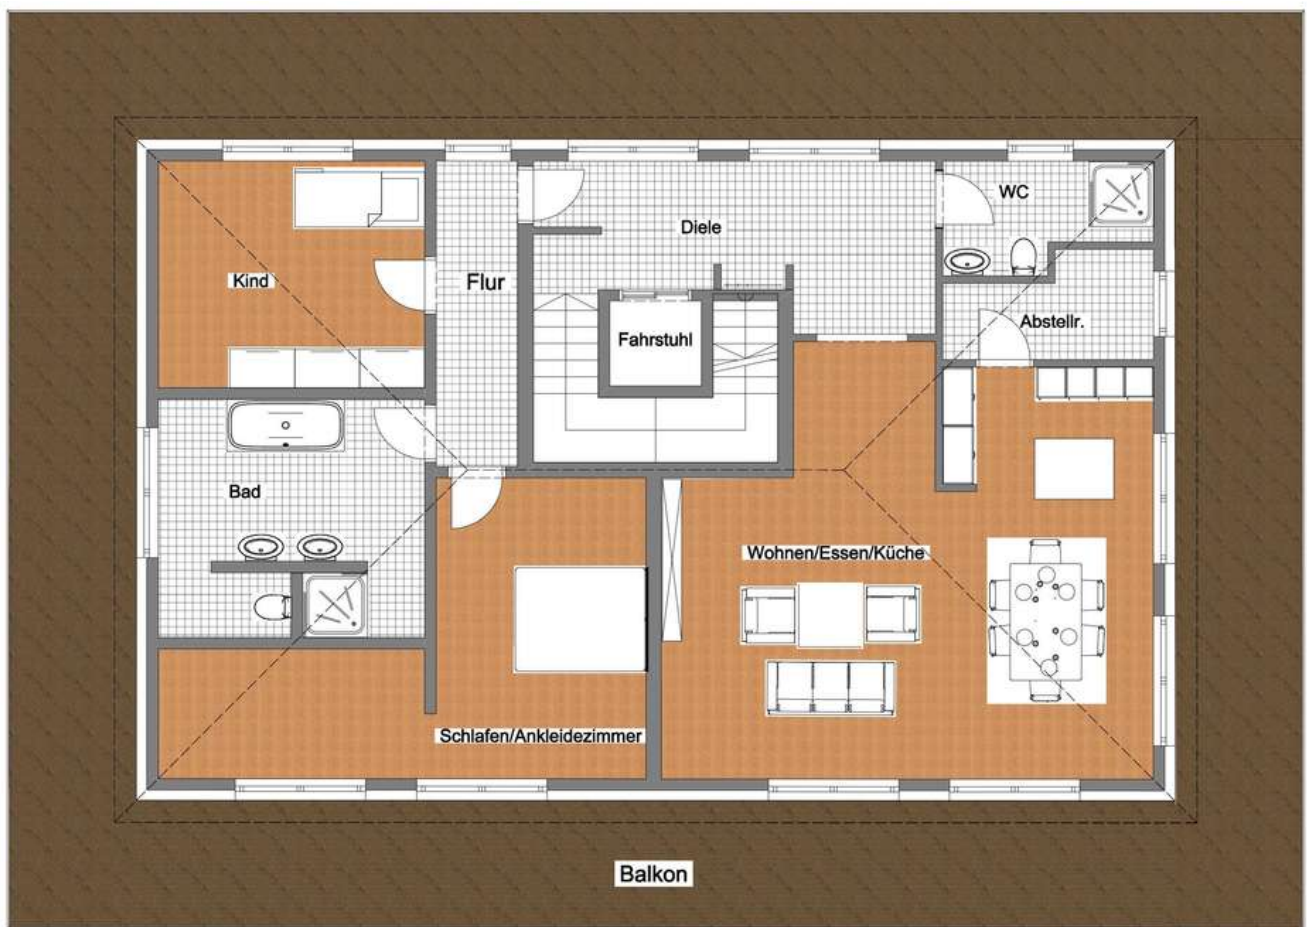 WC
Diele
Kind
Flur
Abstellr.
Fahrstuhl
Bad
Wohnen/Essen/Küche
Schlafen/Ankleidezimmer
Balkon